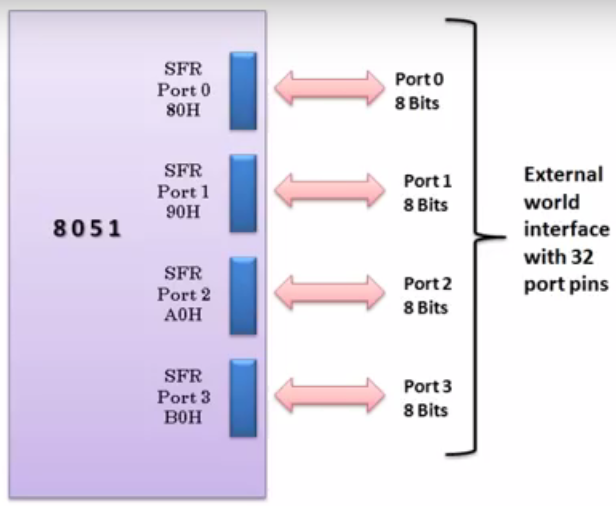 8051
SFR
Port 0
80H
SFR
Port 1
90H
SFR
Port 2
A0H
SFR
Port 3
B0H
Port 0
8 Bits
Port 1
8 Bits
Port 2
8 Bits
Port 3
8 Bits
External
world
interface
with 32
port pins